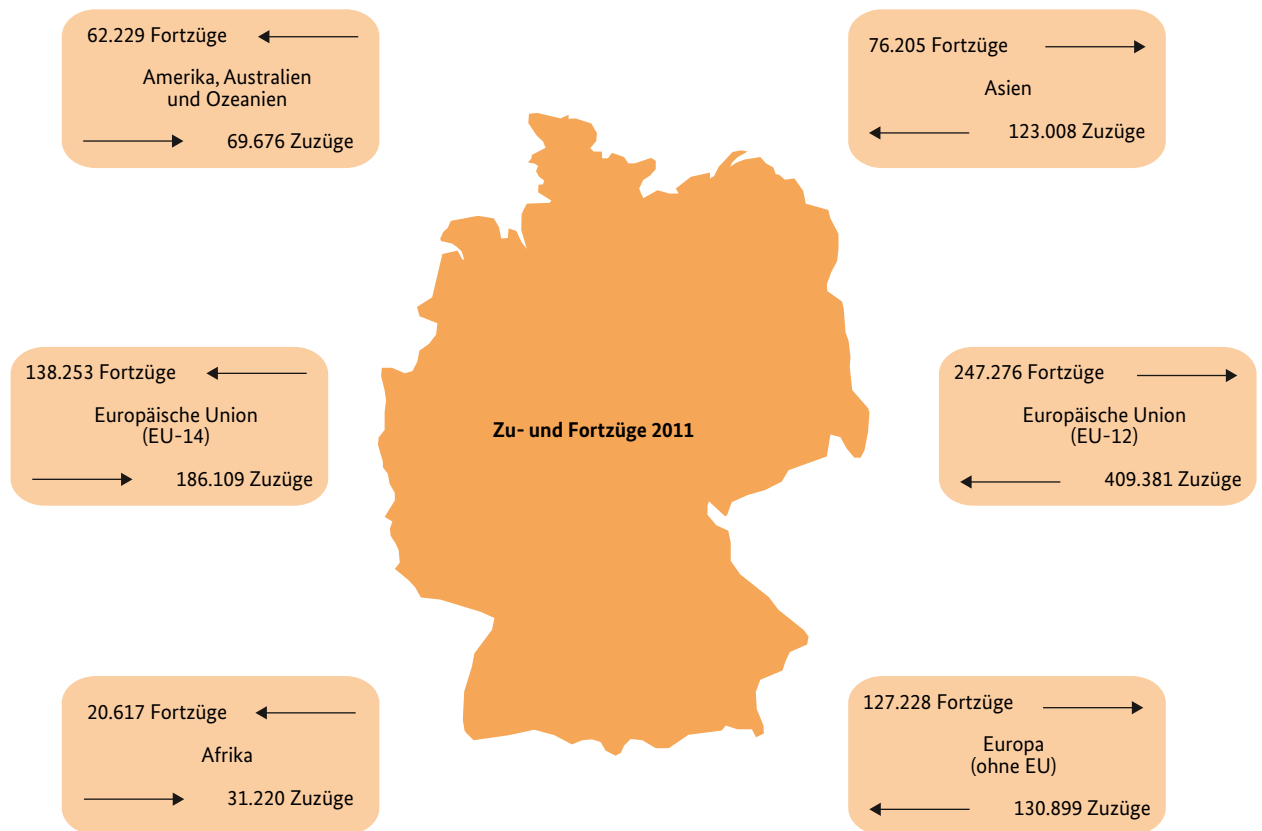 62.229 Fortzüge
Amerika, Australien
und Ozeanien
69.676 Zuzüge
76.205 Fortzüge
Asien
123.008 Zuzüge
138.253 Fortzüge
Europäische Union
(EU-14)
186.109 Zuzüge
Zu- und Fortzüge 2011
247.276 Fortzüge
Europäische Union
(EU-12)
409.381 Zuzüge
20.617 Fortzüge
Afrika
31.220 Zuzüge
127.228 Fortzüge
Europa
(ohne EU)
130.899 Zuzüge